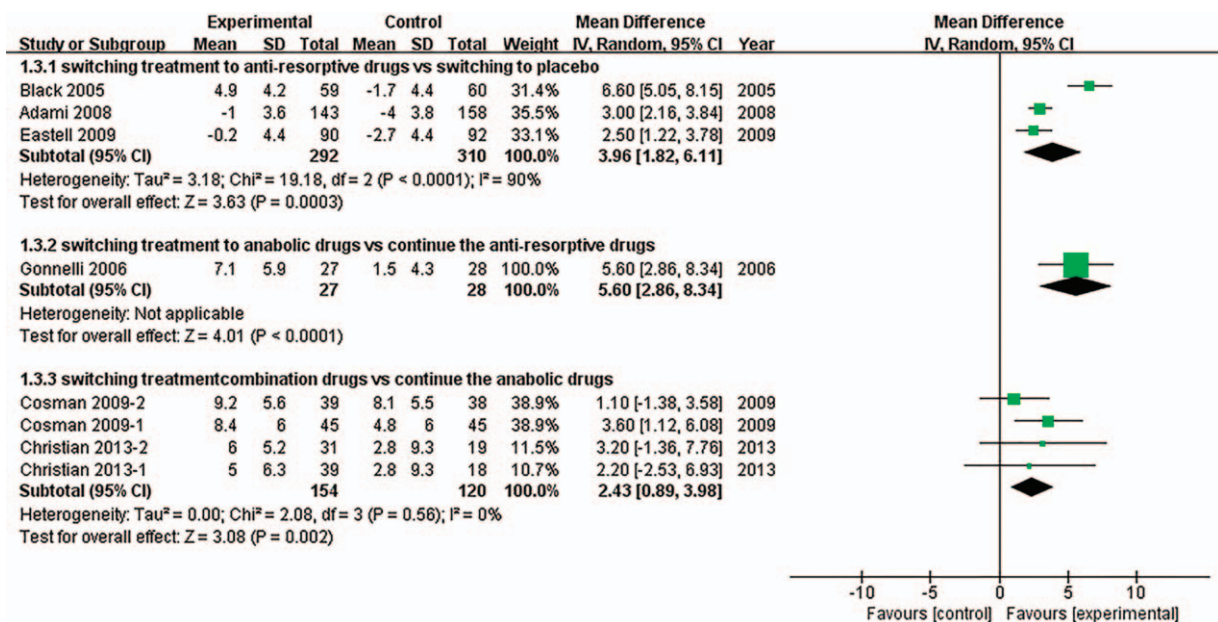 Experimental Control Mean Difference Mean Difference
Study or Subgroup Mean SD Total Mean SD Total Weight IV, Random, 95% CI Year IV, Random, 95% CI
1.3.1 switching treatment to anti-resorptive drugs vs switching to placebo
Black 2005 4.9 4.2 59 -1.7 4.4 60 31.4% 6.60 [5.05, 8.15] 2005
Adami 2008 -1 3.6 143 -4 3.8 158 35.5% 3.00 [2.16, 3.84] 2008
Eastell 2009 -0.2 4.4 90 -2.7 4.4 92 33.1% 2.50 [1.22, 3.78] 2009
Subtotal (95% CI) 292 310 100.0% 3.96 [1.82, 6.11]
Heterogeneity: Tau² = 3.18; Chi² = 19.18, df = 2 (P < 0.0001); I² = 90%
Test for overall effect: Z = 3.63 (P = 0.0003)
1.3.2 switching treatment to anabolic drugs vs continue the anti-resorptive drugs
Gonnelli 2006 7.1 5.9 27 1.5 4.3 28 100.0% 5.60 [2.86, 8.34] 2006
Subtotal (95% CI) 27 28 100.0% 5.60 [2.86, 8.34]
Heterogeneity: Not applicable
Test for overall effect: Z = 4.01 (P < 0.0001)
1.3.3 switching treatmentcombination drugs vs continue the anabolic drugs
Cosman 2009-2 9.2 5.6 39 8.1 5.5 38 38.9% 1.10 [-1.38, 3.58] 2009
Cosman 2009-1 8.4 6 45 4.8 6 45 38.9% 3.60 [1.12, 6.08] 2009
Christian 2013-2 6 5.2 31 2.8 9.3 19 11.5% 3.20 [-1.36, 7.76] 2013
Christian 2013-1 5 6.3 39 2.8 9.3 18 10.7% 2.20 [-2.53, 6.93] 2013
Subtotal (95% CI) 154 120 100.0% 2.43 [0.89, 3.98]
Heterogeneity: Tau² = 0.00; Chi² = 2.08, df = 3 (P = 0.56); I² = 0%
Test for overall effect: Z = 3.08 (P = 0.002)
-10 -5 0 5 10
Favours [control] Favours [experimental]